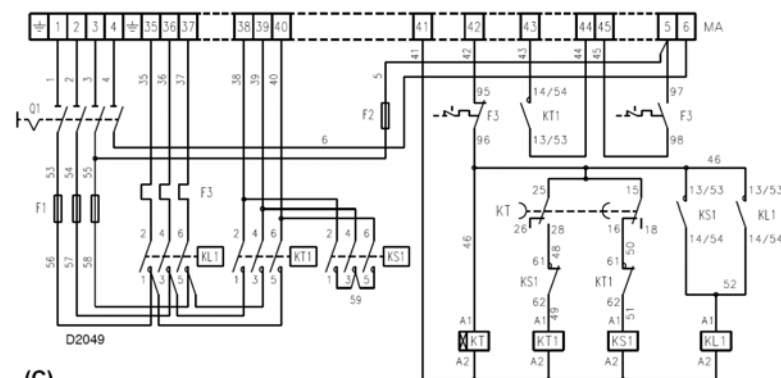 1 2 3 4 35 36 37 38 39 40 41 42 43 44 45 5 6 MA
1 2 3 4 35 36 37 38 39 40 5 41 42 43 44 45
95 14/54 97
Q1 F2 F3 KT1 F3
96 13/53 98
6
46
53 54 55
25 15 13/53 13/53
F1 F3 KT KS1 KL1
26 28 16 18 14/54 14/54
2 4 6 2 4 6 2 4 6 46 48 50
KL1 KT1 KS1 61 61
KS1 KT1
1 3 5 1 3 5 1 3 5 62 62 52
56 57 58 59 49 51
A1 A1 A1 A1
D2049 KT KT1 KS1 KL1
A2 A2 A2 A2
(C)